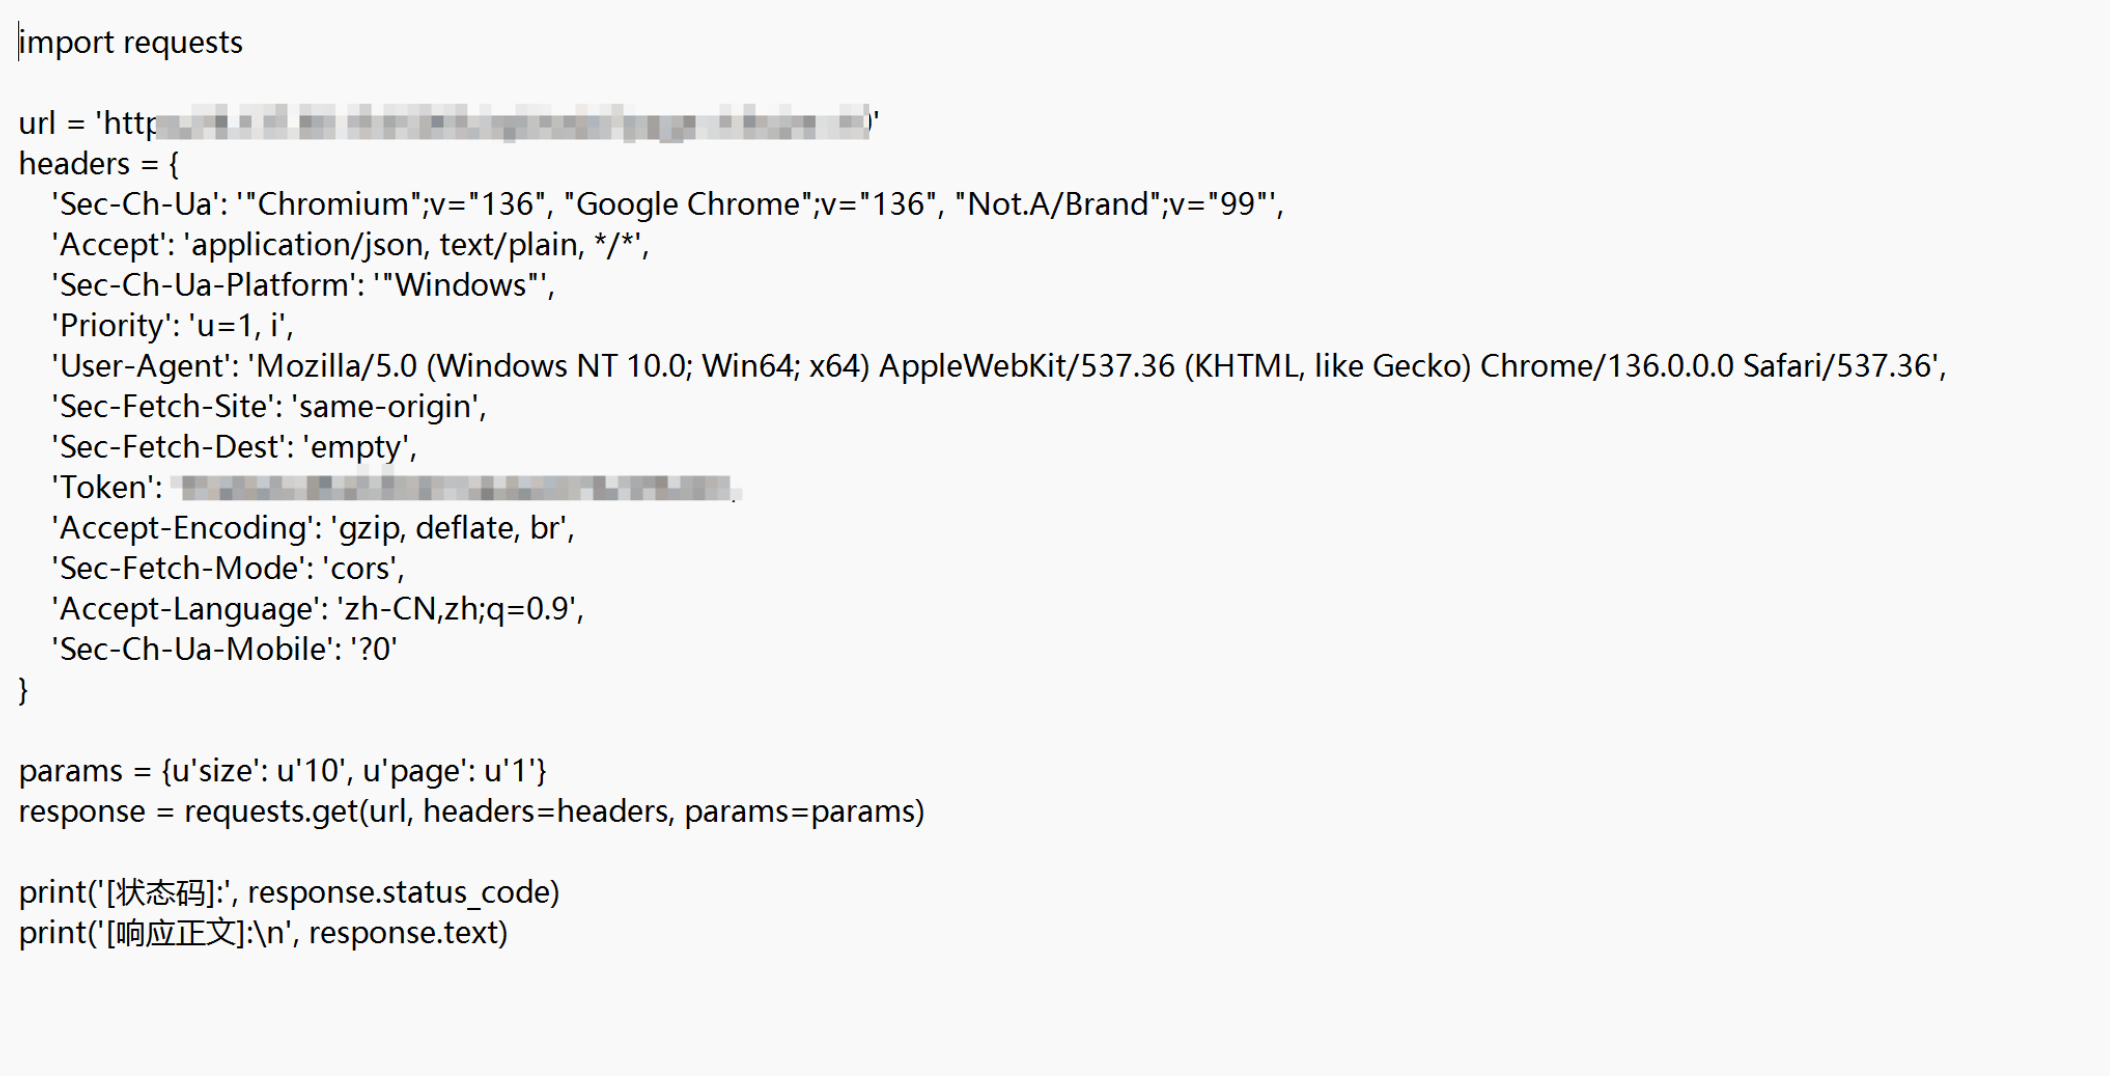 import requests
url = 'http
headers = {
'Sec-Ch-Ua': '"Chromium";v="136", "Google Chrome";v="136", "Not.A/Brand";v="99"',
'Accept': 'application/json, text/plain, */*',
'Sec-Ch-Ua-Platform': '"Windows"',
'Priority': 'u=1, i',
'User-Agent': 'Mozilla/5.0 (Windows NT 10.0; Win64; x64) AppleWebKit/537.36 (KHTML, like Gecko) Chrome/136.0.0.0 Safari/537.36',
'Sec-Fetch-Site': 'same-origin',
'Sec-Fetch-Dest': 'empty',
'Token':
'Accept-Encoding': 'gzip, deflate, br',
'Sec-Fetch-Mode': 'cors',
'Accept-Language': 'zh-CN,zh;q=0.9',
'Sec-Ch-Ua-Mobile': '?0'
}
params = {u'size': u'10', u'page': u'1'}
response = requests.get(url, headers=headers, params=params)
print('[状态码]:', response.status_code)
print('[响应正文]:\n', response.text)